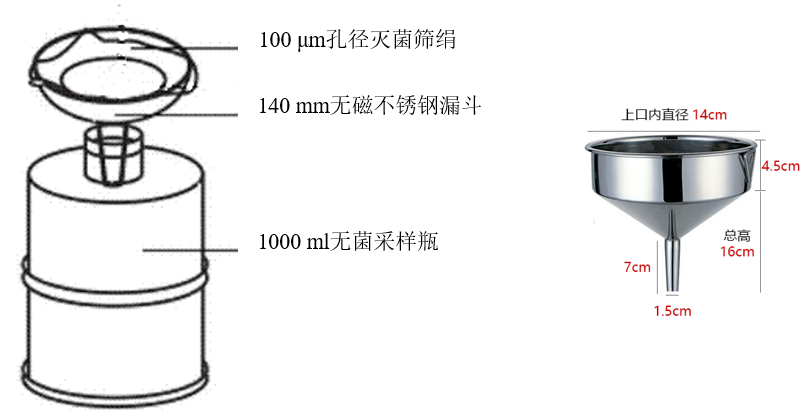 100 μm孔径灭菌筛绢
140 mm无磁不锈钢漏斗
1000 ml无菌采样瓶
上口内直径 14cm
4.5cm
总高
16cm
7cm
1.5cm